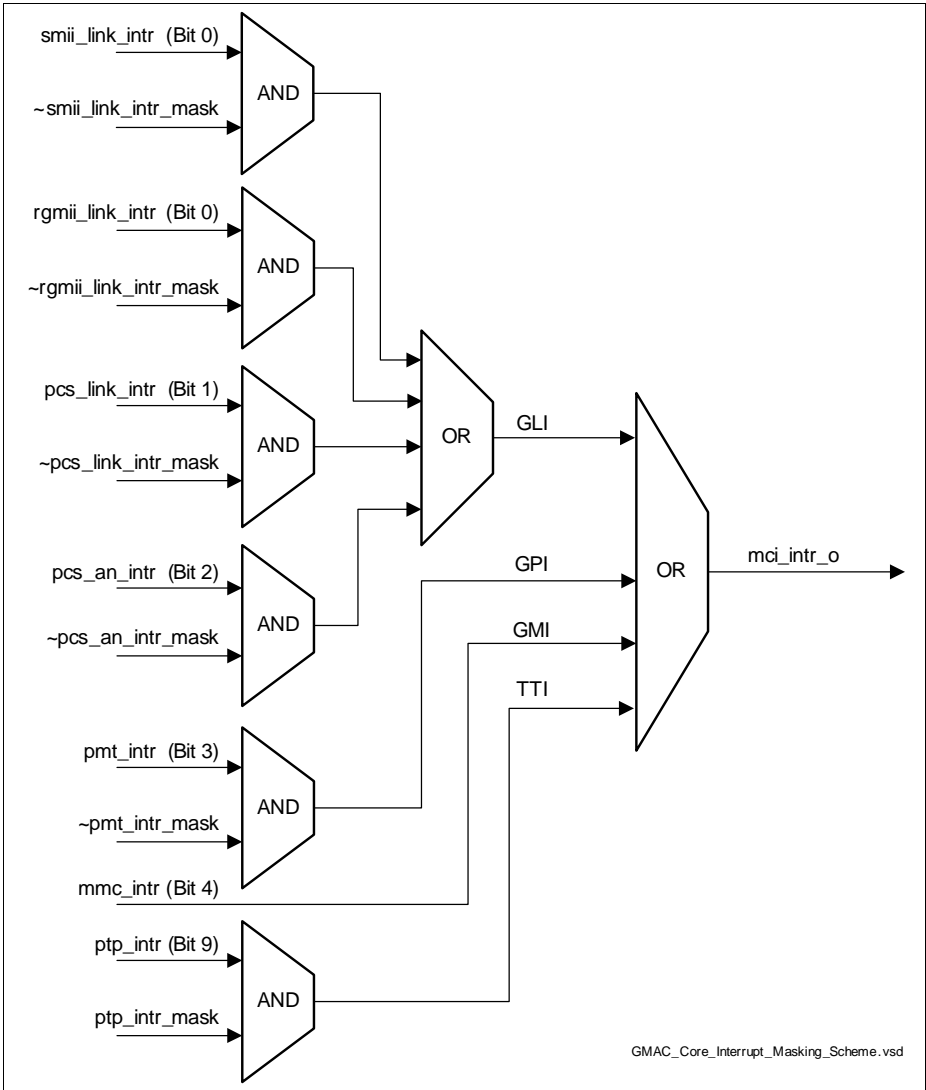 smii_link_intr (Bit 0)
AND
~smii_link_intr_mask
rgmii_link_intr (Bit 0)
AND
~rgmii_link_intr_mask
pcs_link_intr (Bit 1)
AND
~pcs_link_intr_mask
OR
GLI
pcs_an_intr (Bit 2)
AND
~pcs_an_intr_mask
GPI
GMI
TTI
OR
mci_intr_o
pmt_intr (Bit 3)
AND
~pmt_intr_mask
mmc_intr (Bit 4)
ptp_intr (Bit 9)
AND
ptp_intr_mask
GMAC_Core_Interrupt_Masking_Scheme.vsd